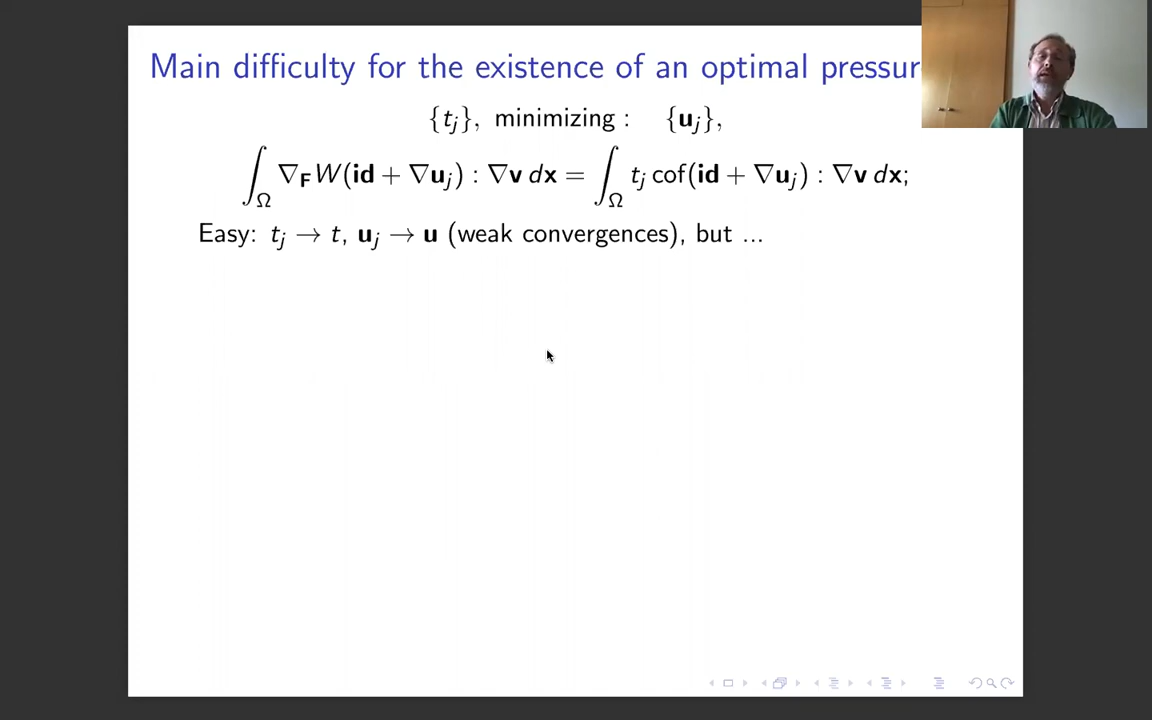 Main difficulty for the existence of an optimal pressur
{t_j}, minimizing : {u_j},
∫_Ω ∇_F W(id + ∇u_j) : ∇v dx = ∫_Ω t_j cof(id + ∇u_j) : ∇v dx;
Easy: t_j → t, u_j → u (weak convergences), but ...